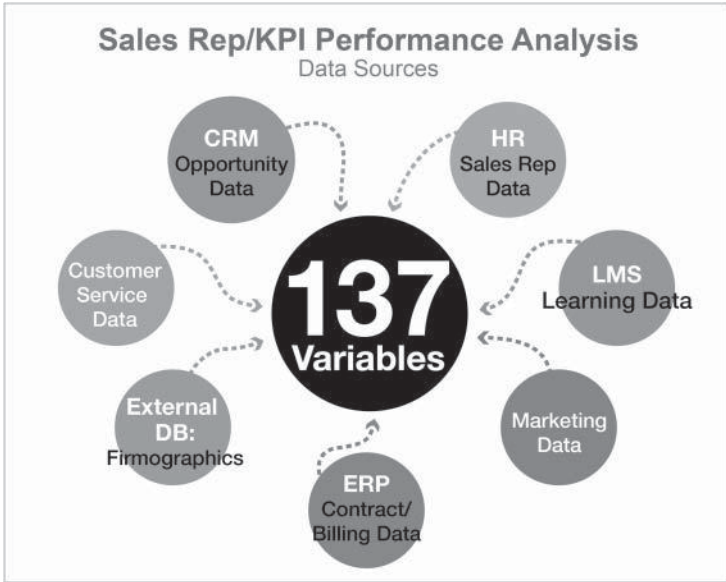 Sales Rep/KPI Performance Analysis
Data Sources
CRM
Opportunity
Data
HR
Sales Rep
Data
Customer
Service
Data
137
Variables
LMS
Learning Data
External
DB:
Firmographics
Marketing
Data
ERP
Contract/
Billing Data